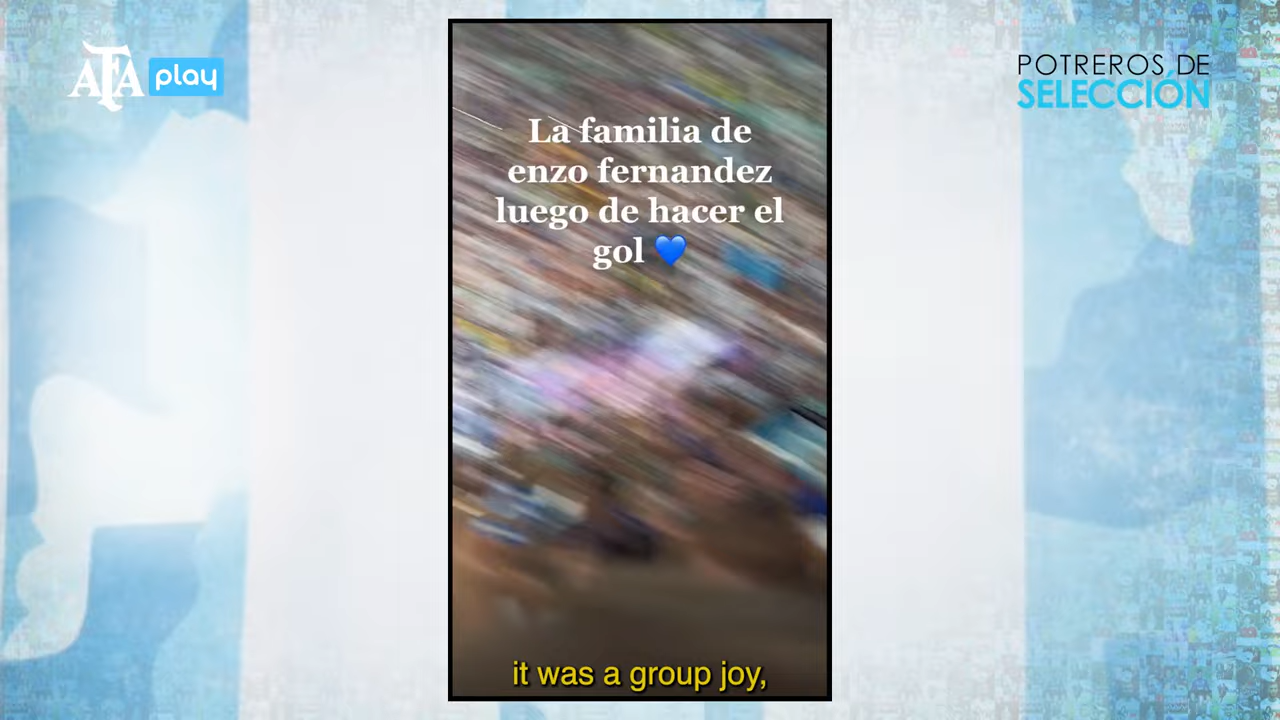 AFA play
POTREROS DE
SELECCIÓN
La familia de
enzo fernandez
luego de hacer el
gol 💙
it was a group joy,